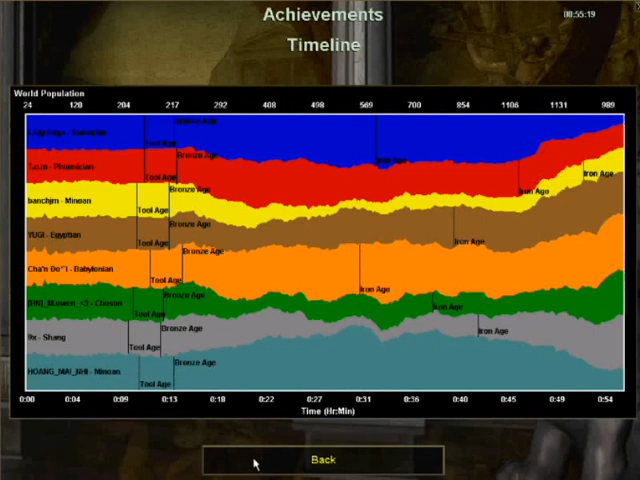 Achievements
00:55:19
Timeline
World Population
24 120 204 217 292 408 498 569 700 854 1106 1131 989
Tool Age
Bronze Age
Iron Age
Phoenician
Bronze Age
Tool Age
Iron Age
banchjm - Minoan
Bronze Age
Tool Age
Iron Age
YUGI - Egyptian
Bronze Age
Tool Age
Iron Age
Babylonian
Bronze Age
Tool Age
Iron Age
Choson
Bronze Age
Tool Age
Iron Age
9x - Shang
Bronze Age
Tool Age
Iron Age
HOANG_MAI_NHI - Minoan
Bronze Age
Tool Age
0:00 0:04 0:09 0:13 0:18 0:22 0:27 0:31 0:36 0:40 0:45 0:49 0:54
Time (Hr:Min)
Back